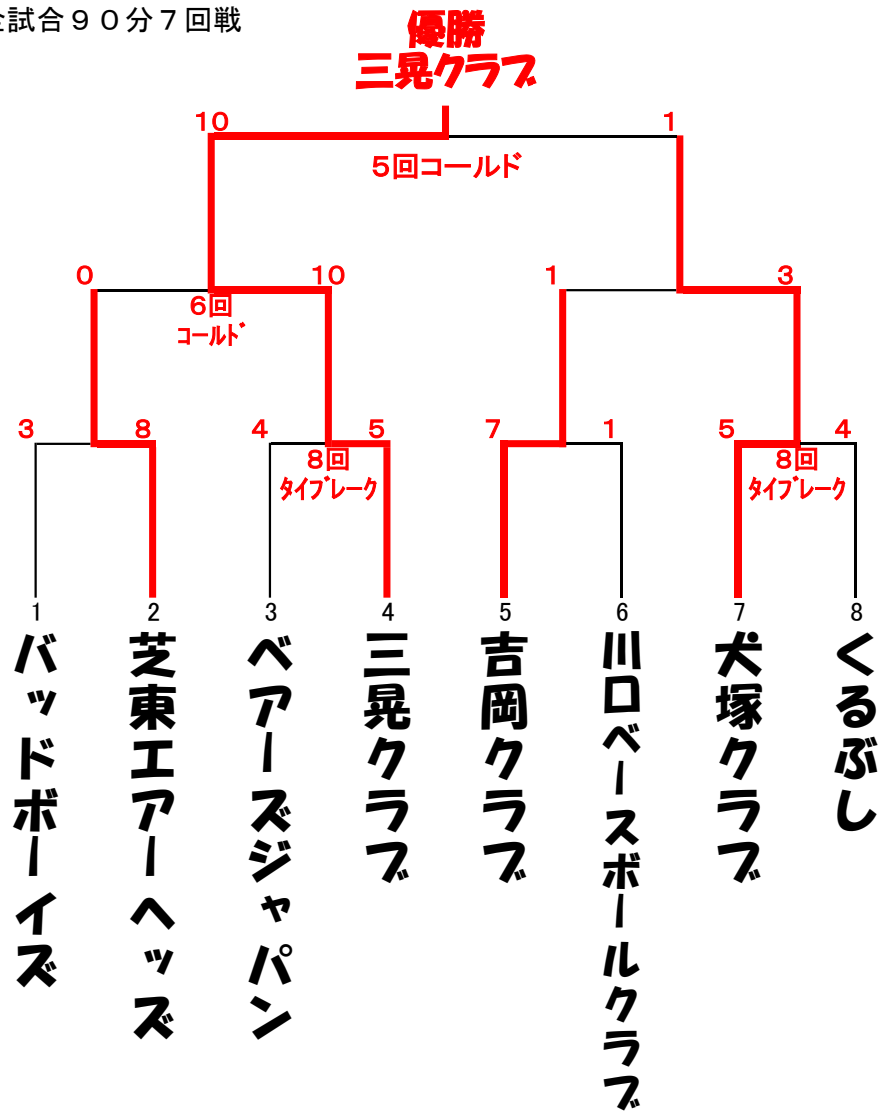 全試合９０分７回戦
優勝
三晃クラブ
10
1
5回コールド
0
10
1
3
6回
コールド
3
8
4
5
7
1
5
4
8回
タイブレーク
8回
タイブレーク
1
2
3
4
5
6
7
8
バッドボーイズ
芝東エアーヘッズ
ベアーズジャパン
三晃クラブ
吉岡クラブ
川口ベースボールクラブ
犬塚クラブ
くるぶし